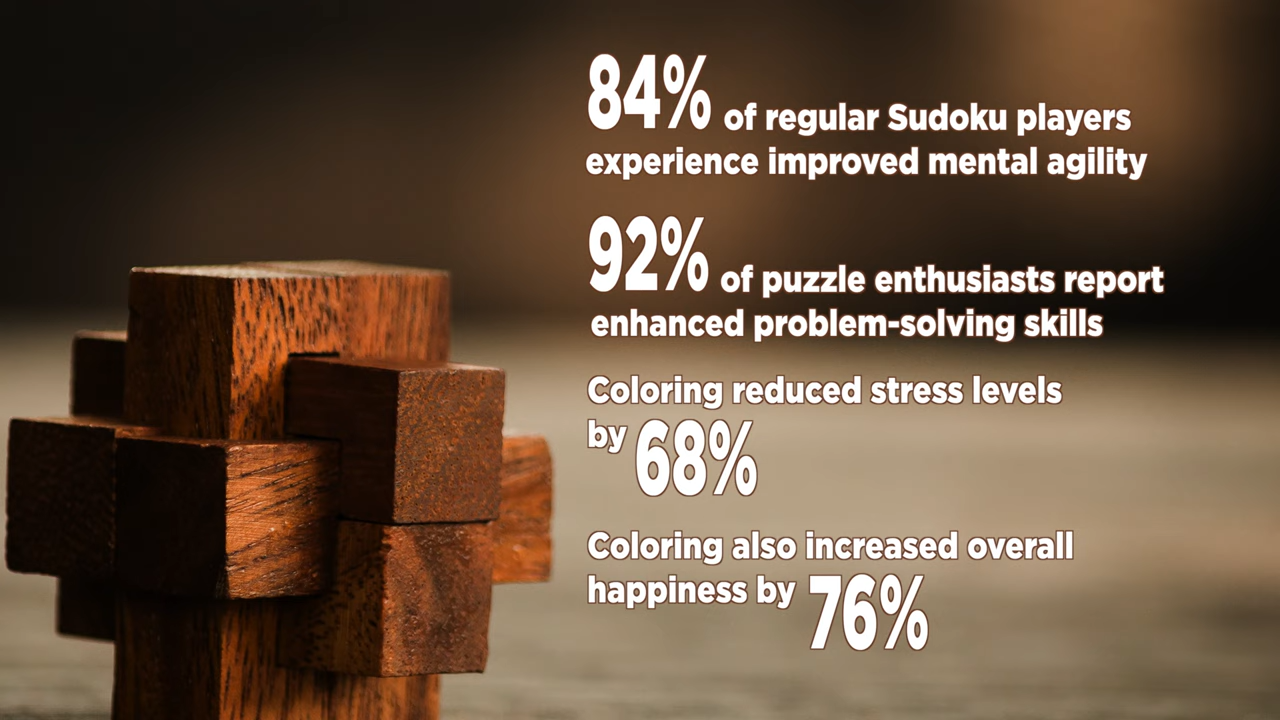 84% of regular Sudoku players
experience improved mental agility
92% of puzzle enthusiasts report
enhanced problem-solving skills
Coloring reduced stress levels
by 68%
Coloring also increased overall
happiness by 76%